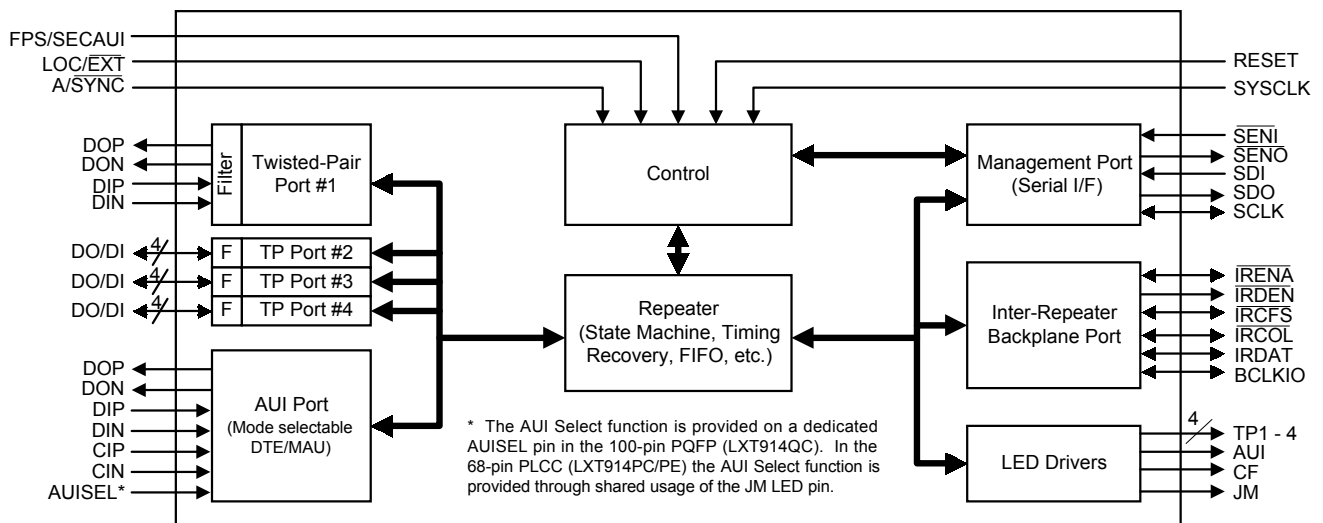 FPS/SECAUI
LOC/EXT
A/SYNC
RESET
SYSCLK
DOP
DON
DIP
DIN
Filter
Twisted-Pair
Port #1
Control
Management Port
(Serial I/F)
SENI
SENO
SDI
SDO
SCLK
DO/DI 4 F TP Port #2
DO/DI 4 F TP Port #3
DO/DI 4 F TP Port #4
Repeater
(State Machine, Timing
Recovery, FIFO, etc.)
Inter-Repeater
Backplane Port
IRENA
IRDEN
IRCFS
IRCOL
IRDAT
BCLKIO
DOP
DON
DIP
DIN
CIP
CIN
AUISEL*
AUI Port
(Mode selectable
DTE/MAU)
* The AUI Select function is provided on a dedicated
AUISEL pin in the 100-pin PQFP (LXT914QC). In the
68-pin PLCC (LXT914PC/PE) the AUI Select function is
provided through shared usage of the JM LED pin.
LED Drivers
4
TP1 - 4
AUI
CF
JM